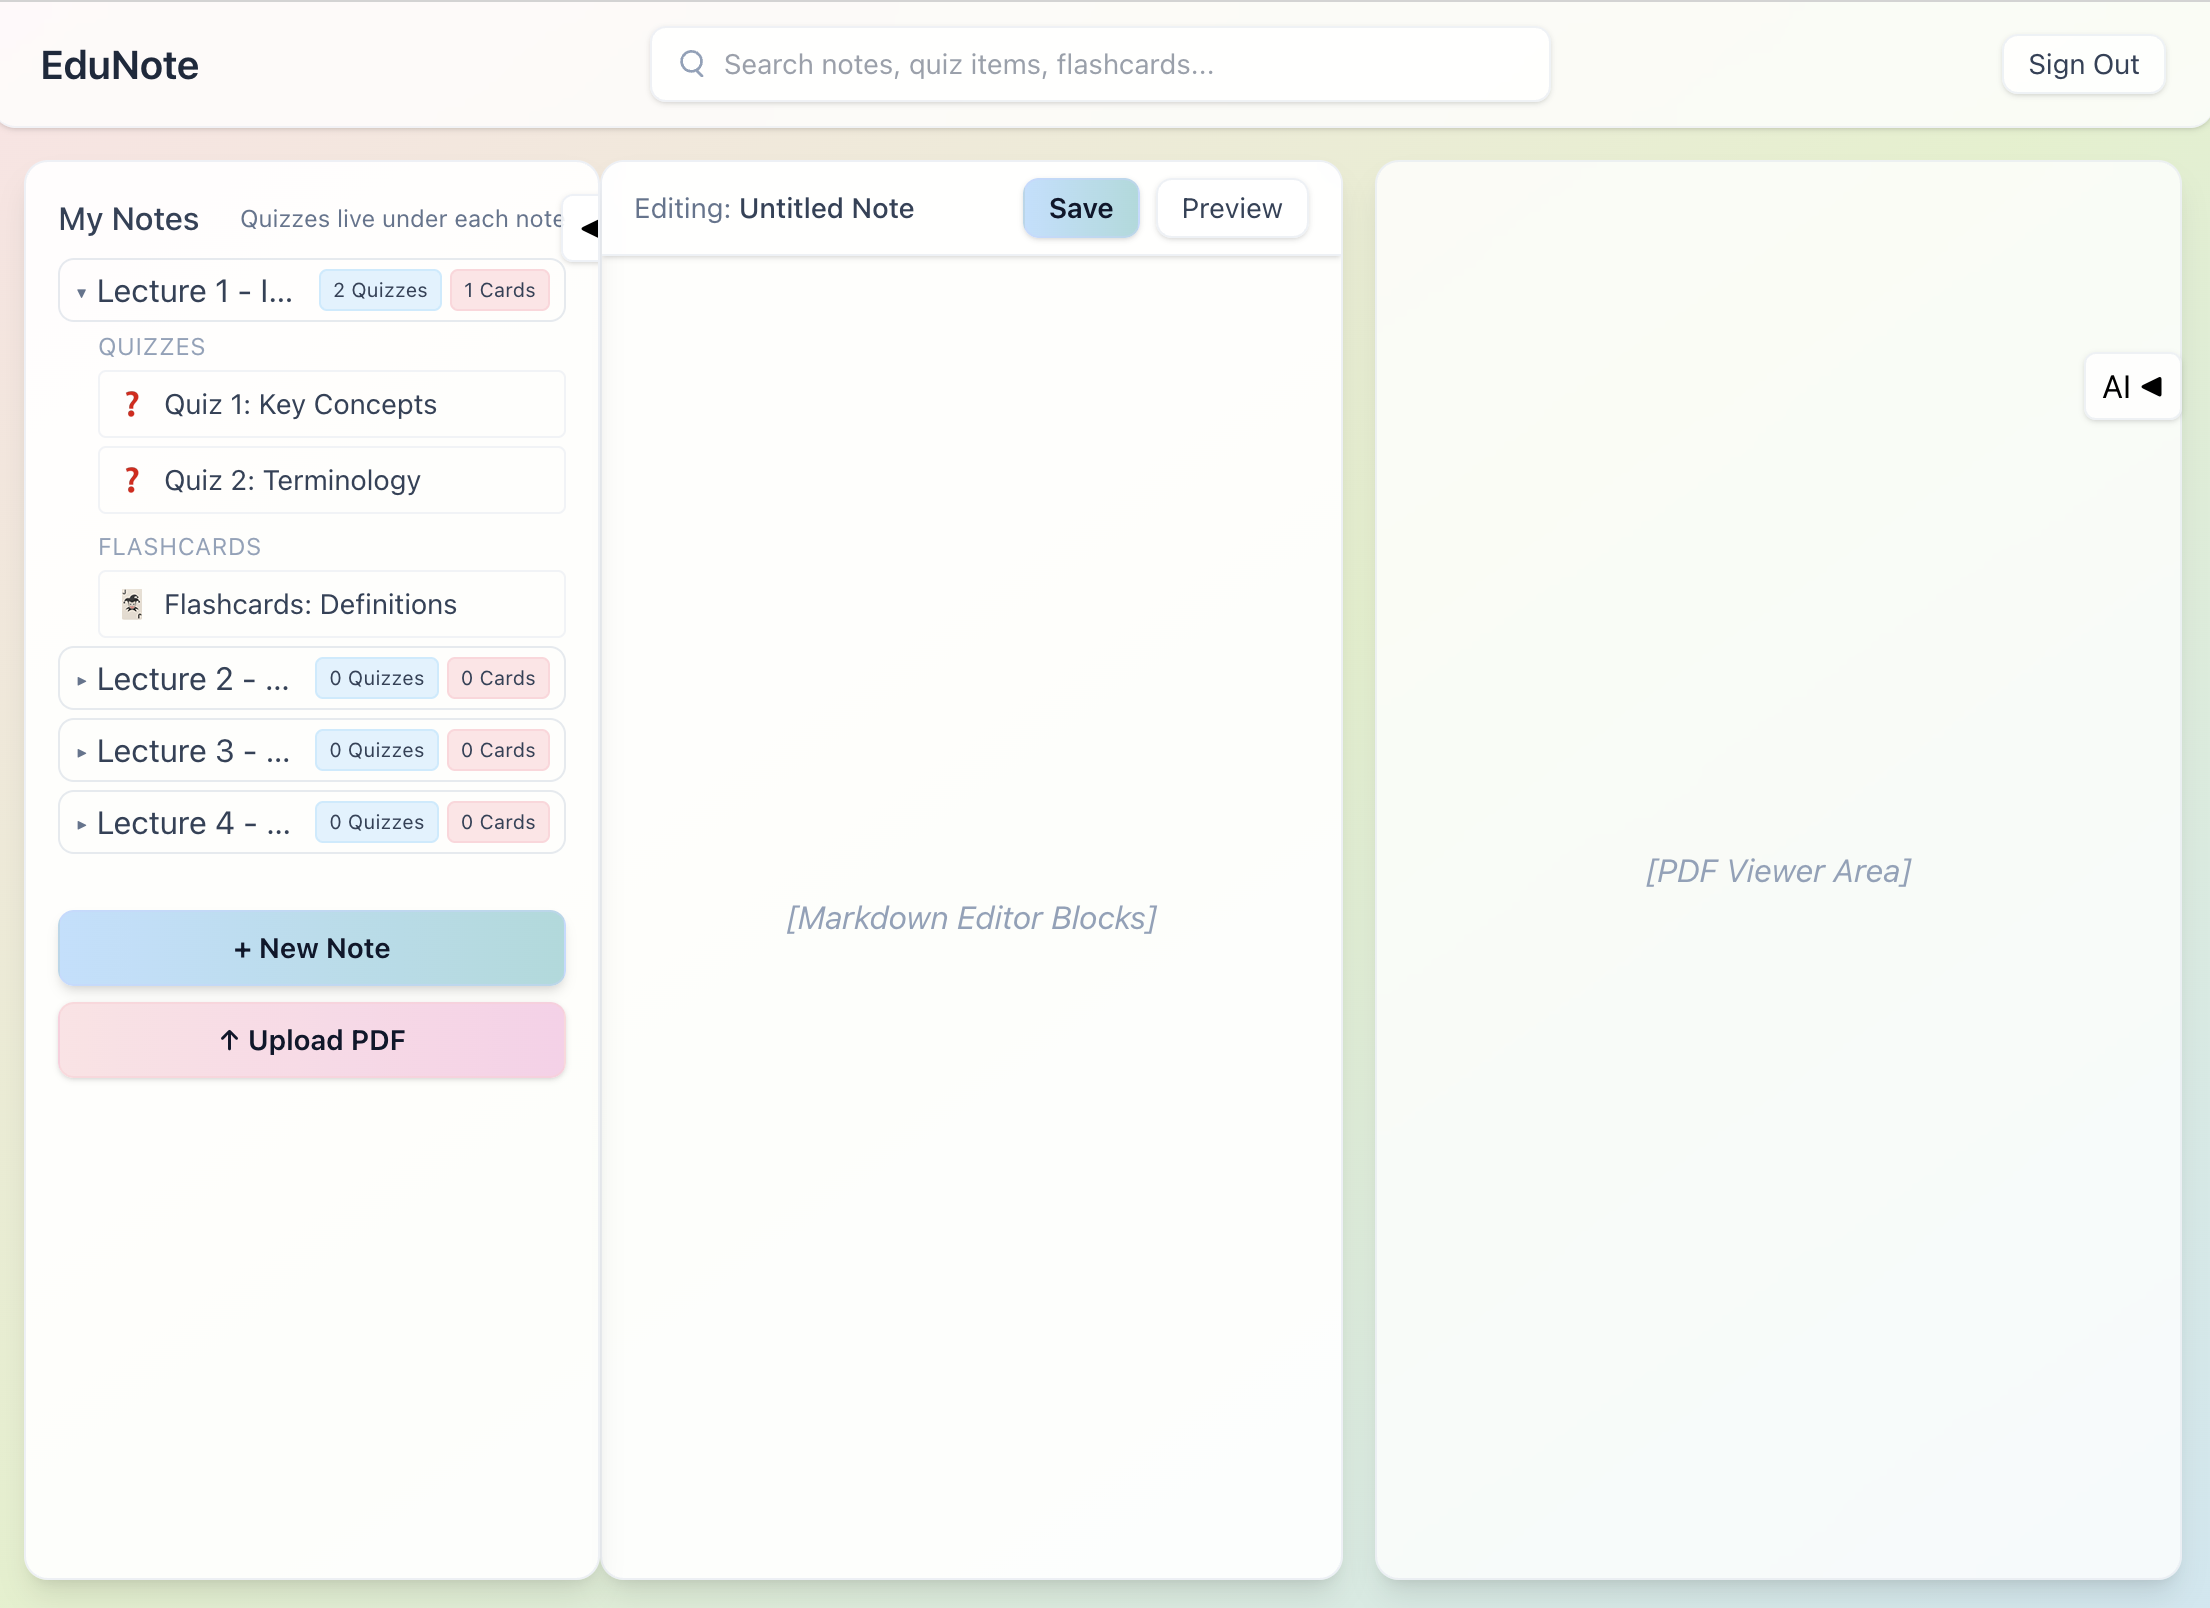 EduNote
Search notes, quiz items, flashcards...
Sign Out
My Notes
Quizzes live under each note
◀
▾ Lecture 1 - I...
2 Quizzes
1 Cards
QUIZZES
❓ Quiz 1: Key Concepts
❓ Quiz 2: Terminology
FLASHCARDS
🃏 Flashcards: Definitions
▸ Lecture 2 - ...
0 Quizzes
0 Cards
▸ Lecture 3 - ...
0 Quizzes
0 Cards
▸ Lecture 4 - ...
0 Quizzes
0 Cards
+ New Note
↑ Upload PDF
Editing: Untitled Note
Save
Preview
[Markdown Editor Blocks]
AI ◀
[PDF Viewer Area]